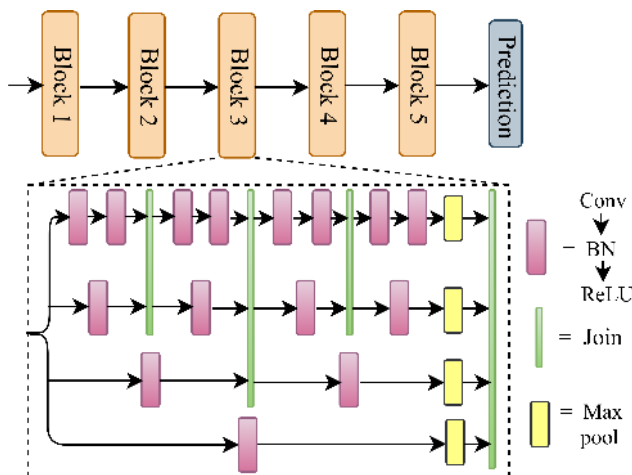 Block 1
Block 2
Block 3
Block 4
Block 5
Prediction
Conv
= BN
ReLU
= Join
= Max
pool